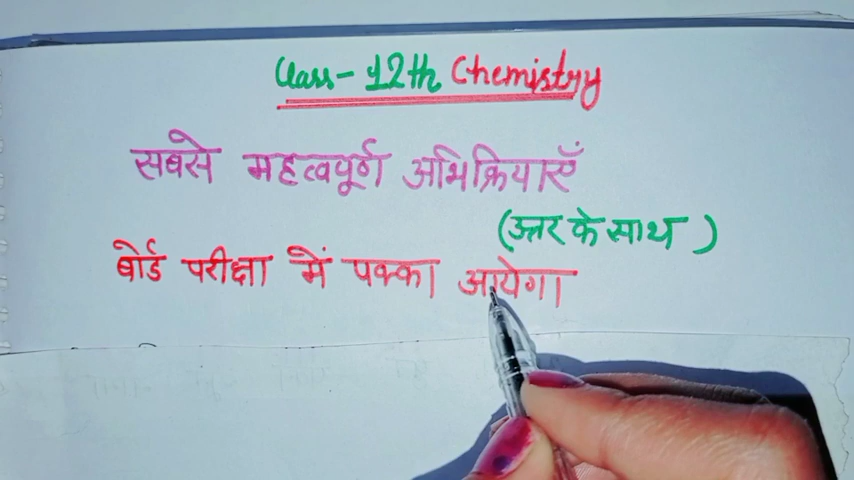 Class - 12th Chemistry
सबसे महत्वपूर्ण अभिक्रियाएँ
(उत्तर के साथ)
बोर्ड परीक्षा में पक्का आयेगा